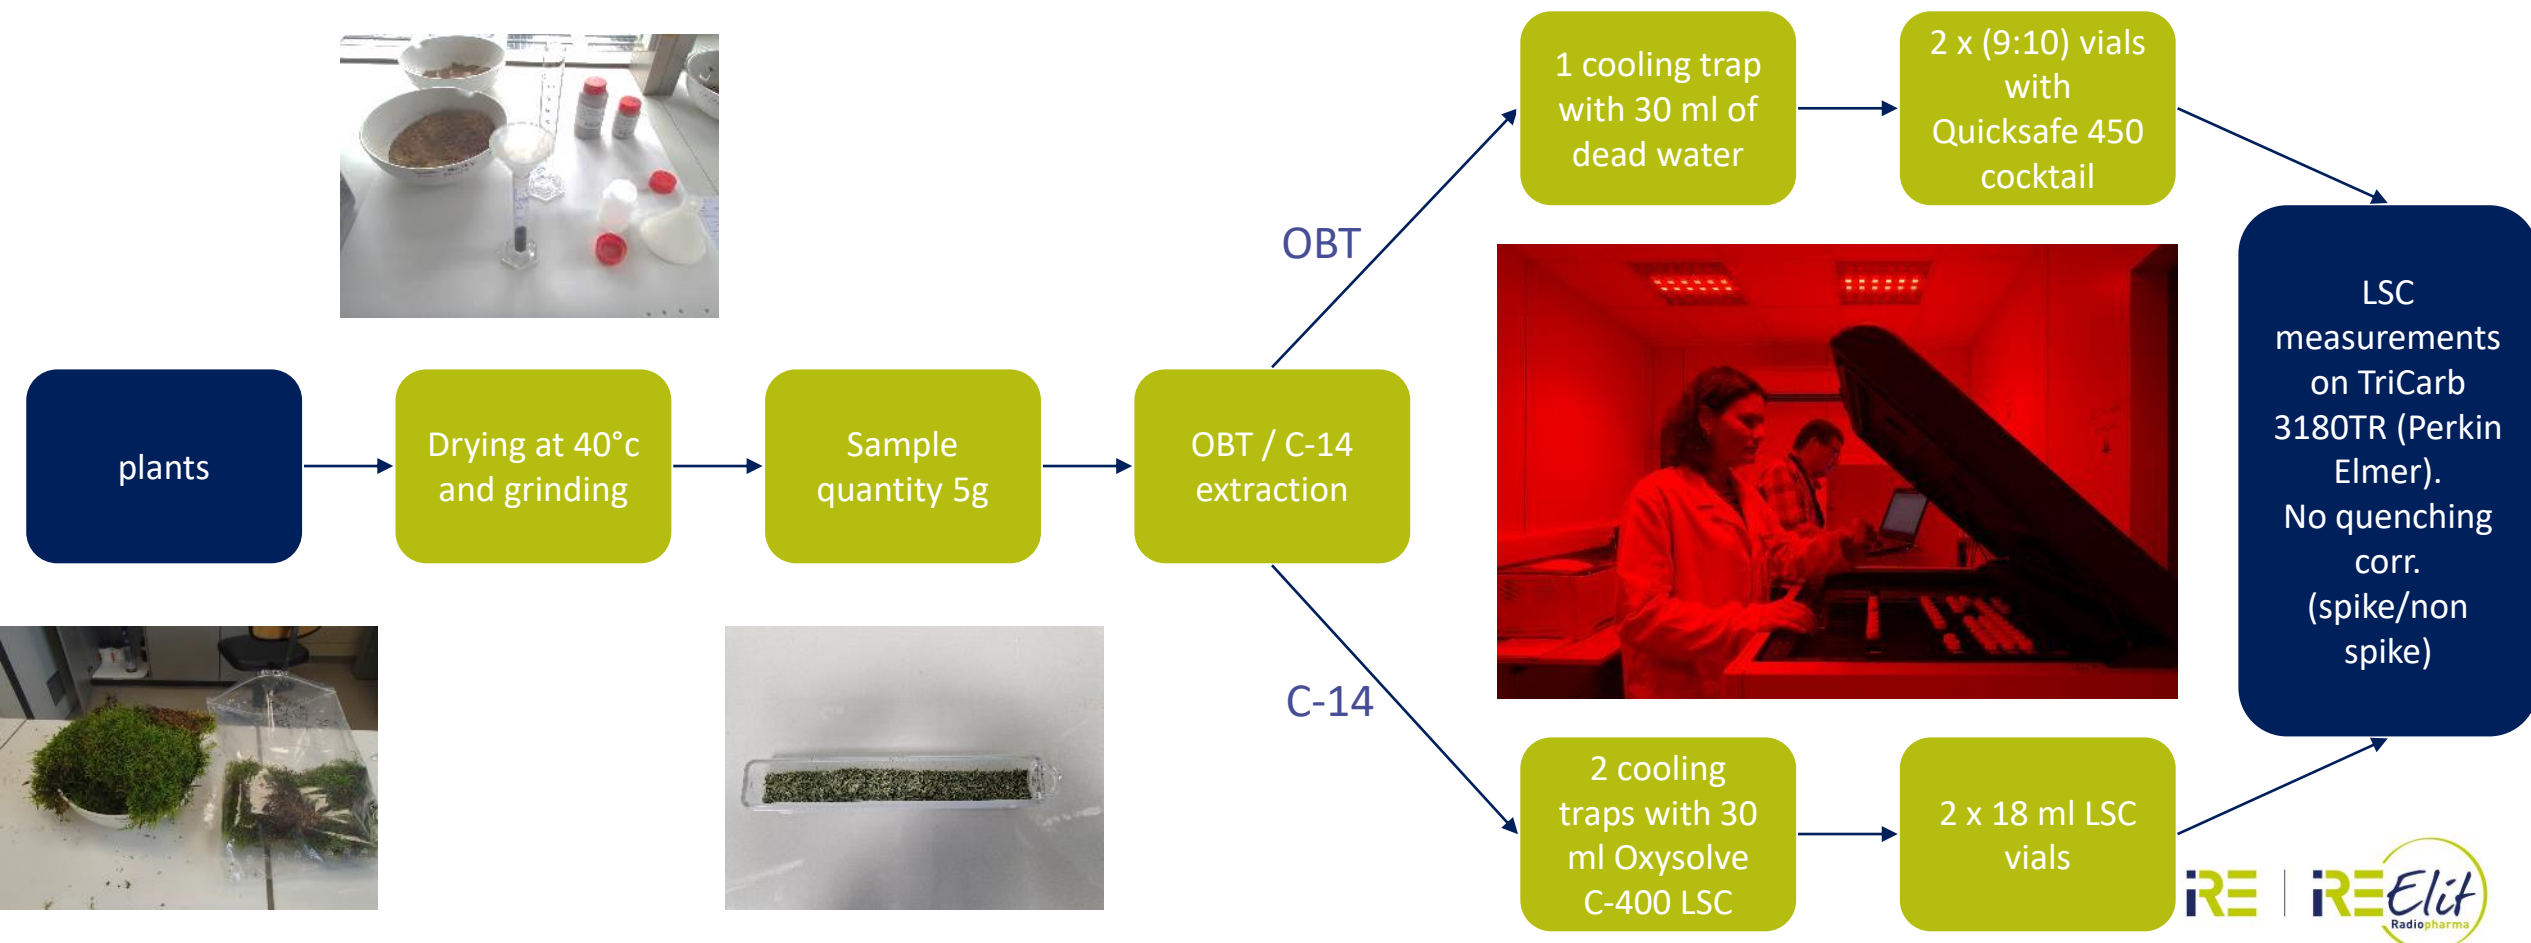 plants
Drying at 40°c
and grinding
Sample
quantity 5g
OBT / C-14
extraction
OBT
1 cooling trap
with 30 ml of
dead water
2 x (9:10) vials
with
Quicksafe 450
cocktail
C-14
2 cooling
traps with 30
ml Oxysolve
C-400 LSC
2 x 18 ml LSC
vials
LSC
measurements
on TriCarb
3180TR (Perkin
Elmer).
No quenching
corr.
(spike/non
spike)
iRE
iRE Elit
Radiopharma